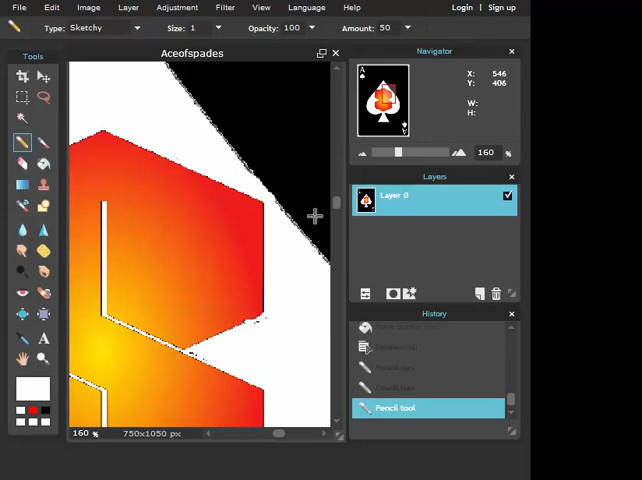 File Edit Image Layer Adjustment Filter View Language Help Login | Sign up
Type: Sketchy Size: 1 Opacity: 100 Amount: 50
Tools
Aceofspades
Navigator
X: 546
Y: 406
W:
H:
160 %
Layers
Layer 0
History
Pencil tool
Pencil tool
Pencil tool
160 % 750x1050 px
A
A